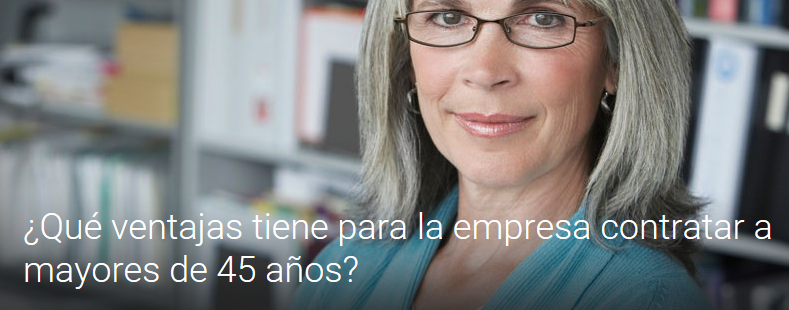 ¿Qué ventajas tiene para la empresa contratar a
mayores de 45 años?